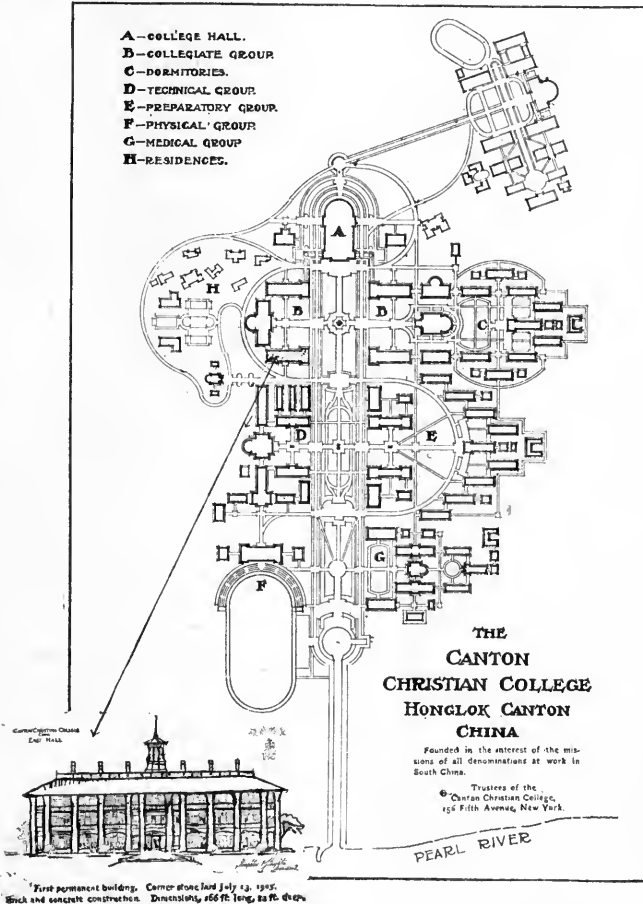 A—COLLEGE HALL.
B—COLLEGIATE GROUP.
C—DORMITORIES.
D—TECHNICAL GROUP.
E—PREPARATORY GROUP.
F—PHYSICAL GROUP.
G—MEDICAL GROUP
H—RESIDENCES.
A
H
B
B
C
D
E
G
F
THE
CANTON
CHRISTIAN COLLEGE
HONGLOK CANTON
CHINA
Founded in the interest of the mis-
sions of all denominations at work in
South China.
Trustees of the
Canton Christian College,
156 Fifth Avenue, New York.
PEARL RIVER
CANTON CHRISTIAN COLLEGE
EAST HALL
First permanent building. Corner stone laid July 13, 1905.
Brick and concrete construction. Dimensions, 166 ft. long, 82 ft. deep.